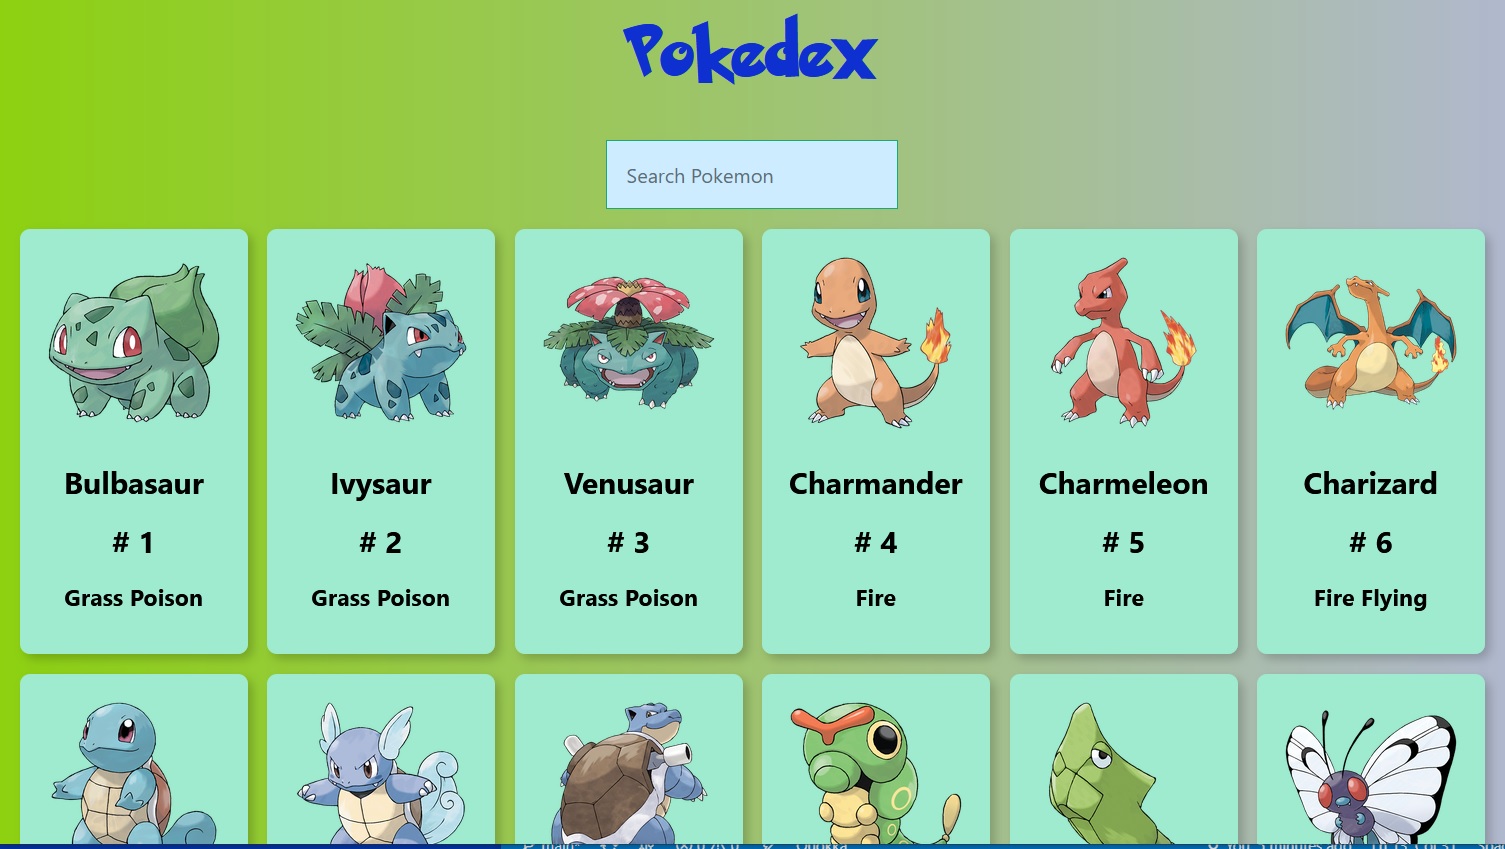 Pokedex
Search Pokemon
Bulbasaur
# 1
Grass Poison
Ivysaur
# 2
Grass Poison
Venusaur
# 3
Grass Poison
Charmander
# 4
Fire
Charmeleon
# 5
Fire
Charizard
# 6
Fire Flying